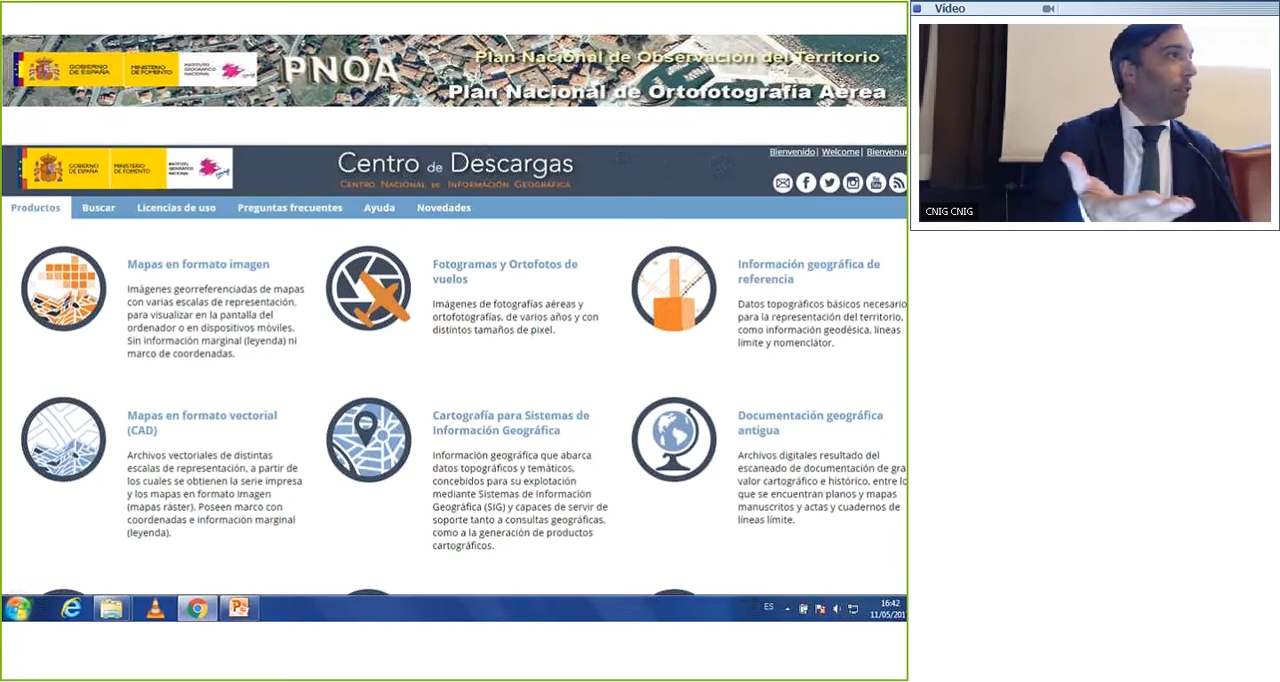 Plan Nacional de Observación del Territorio
GOBIERNO DE ESPAÑA
MINISTERIO DE FOMENTO
INSTITUTO GEOGRÁFICO NACIONAL
PNOA
Plan Nacional de Ortofotografía Aérea
GOBIERNO DE ESPAÑA
MINISTERIO DE FOMENTO
INSTITUTO GEOGRÁFICO NACIONAL
Centro de Descargas
CENTRO NACIONAL DE INFORMACIÓN GEOGRÁFICA
Bienvenido| Welcome| Bienvenue
Productos Buscar Licencias de uso Preguntas frecuentes Ayuda Novedades
Mapas en formato imagen
Imágenes georreferenciadas de mapas
con varias escalas de representación,
para visualizar en la pantalla del
ordenador o en dispositivos móviles.
Sin información marginal (leyenda) ni
marco de coordenadas.
Fotogramas y Ortofotos de
vuelos
Imágenes de fotografías aéreas y
ortofotografías, de varios años y con
distintos tamaños de pixel.
Información geográfica de
referencia
Datos topográficos básicos necesario
para la representación del territorio,
como información geodésica, líneas
límite y nomenclátor.
Mapas en formato vectorial
(CAD)
Archivos vectoriales de distintas
escalas de representación, a partir de
los cuales se obtienen la serie impresa
y los mapas en formato imagen
(mapas ráster). Poseen marco con
coordenadas e información marginal
(leyenda).
Cartografía para Sistemas de
Información Geográfica
Información geográfica que abarca
datos topográficos y temáticos,
concebidos para su explotación
mediante Sistemas de Información
Geográfica (SIG) y capaces de servir de
soporte tanto a consultas geográficas,
como a la generación de productos
cartográficos.
Documentación geográfica
antigua
Archivos digitales resultado del
escaneado de documentación de gra
valor cartográfico e histórico, entre lo
que se encuentran planos y mapas
manuscritos y actas y cuadernos de
líneas límite.
ES
16:42
11/05/201
Vídeo
CNIG CNIG